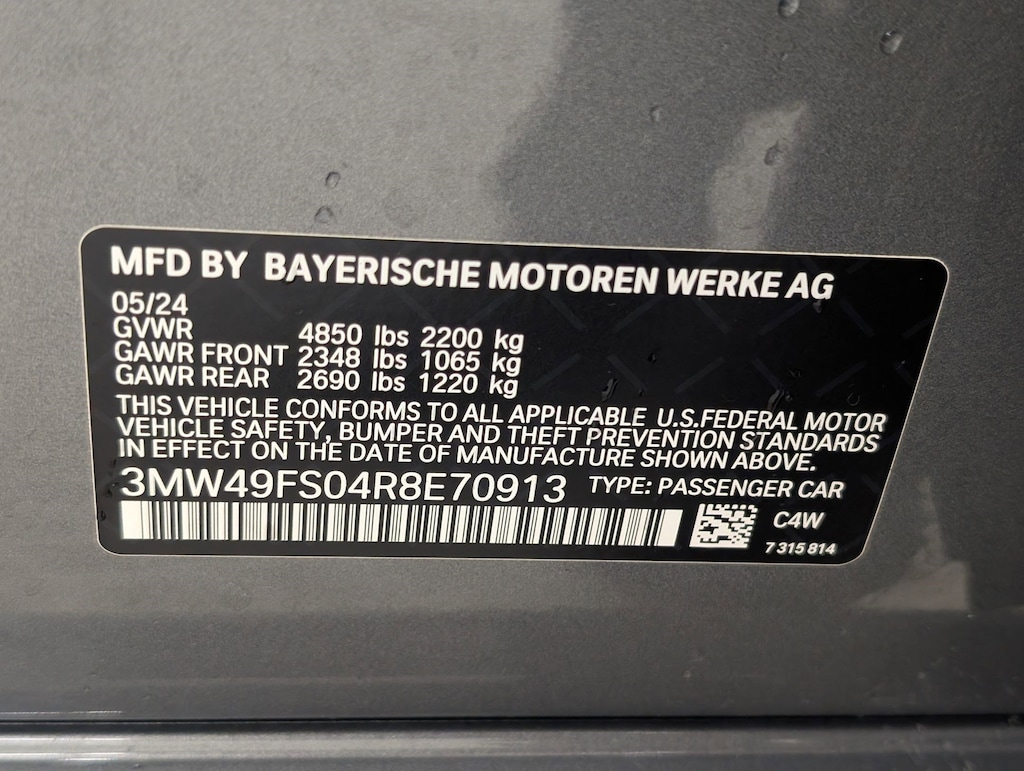 MFD BY BAYERISCHE MOTOREN WERKE AG
05/24
GVWR 4850 lbs 2200 kg
GAWR FRONT 2348 lbs 1065 kg
GAWR REAR 2690 lbs 1220 kg
THIS VEHICLE CONFORMS TO ALL APPLICABLE U.S.FEDERAL MOTOR
VEHICLE SAFETY, BUMPER AND THEFT PREVENTION STANDARDS
IN EFFECT ON THE DATE OF MANUFACTURE SHOWN ABOVE.
3MW49FS04R8E70913 TYPE: PASSENGER CAR
C4W
7 315 814